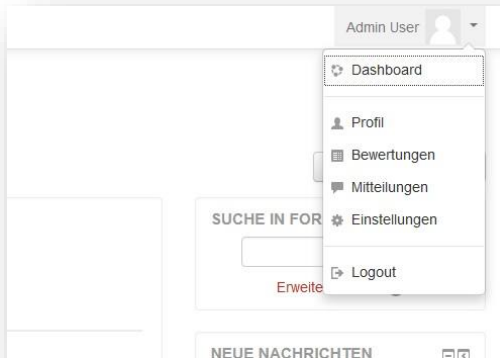 Admin User
Dashboard
Profil
Bewertungen
Mitteilungen
SUCHE IN FOR
Einstellungen
Logout
Erweite
NEUE NACHRICHTEN